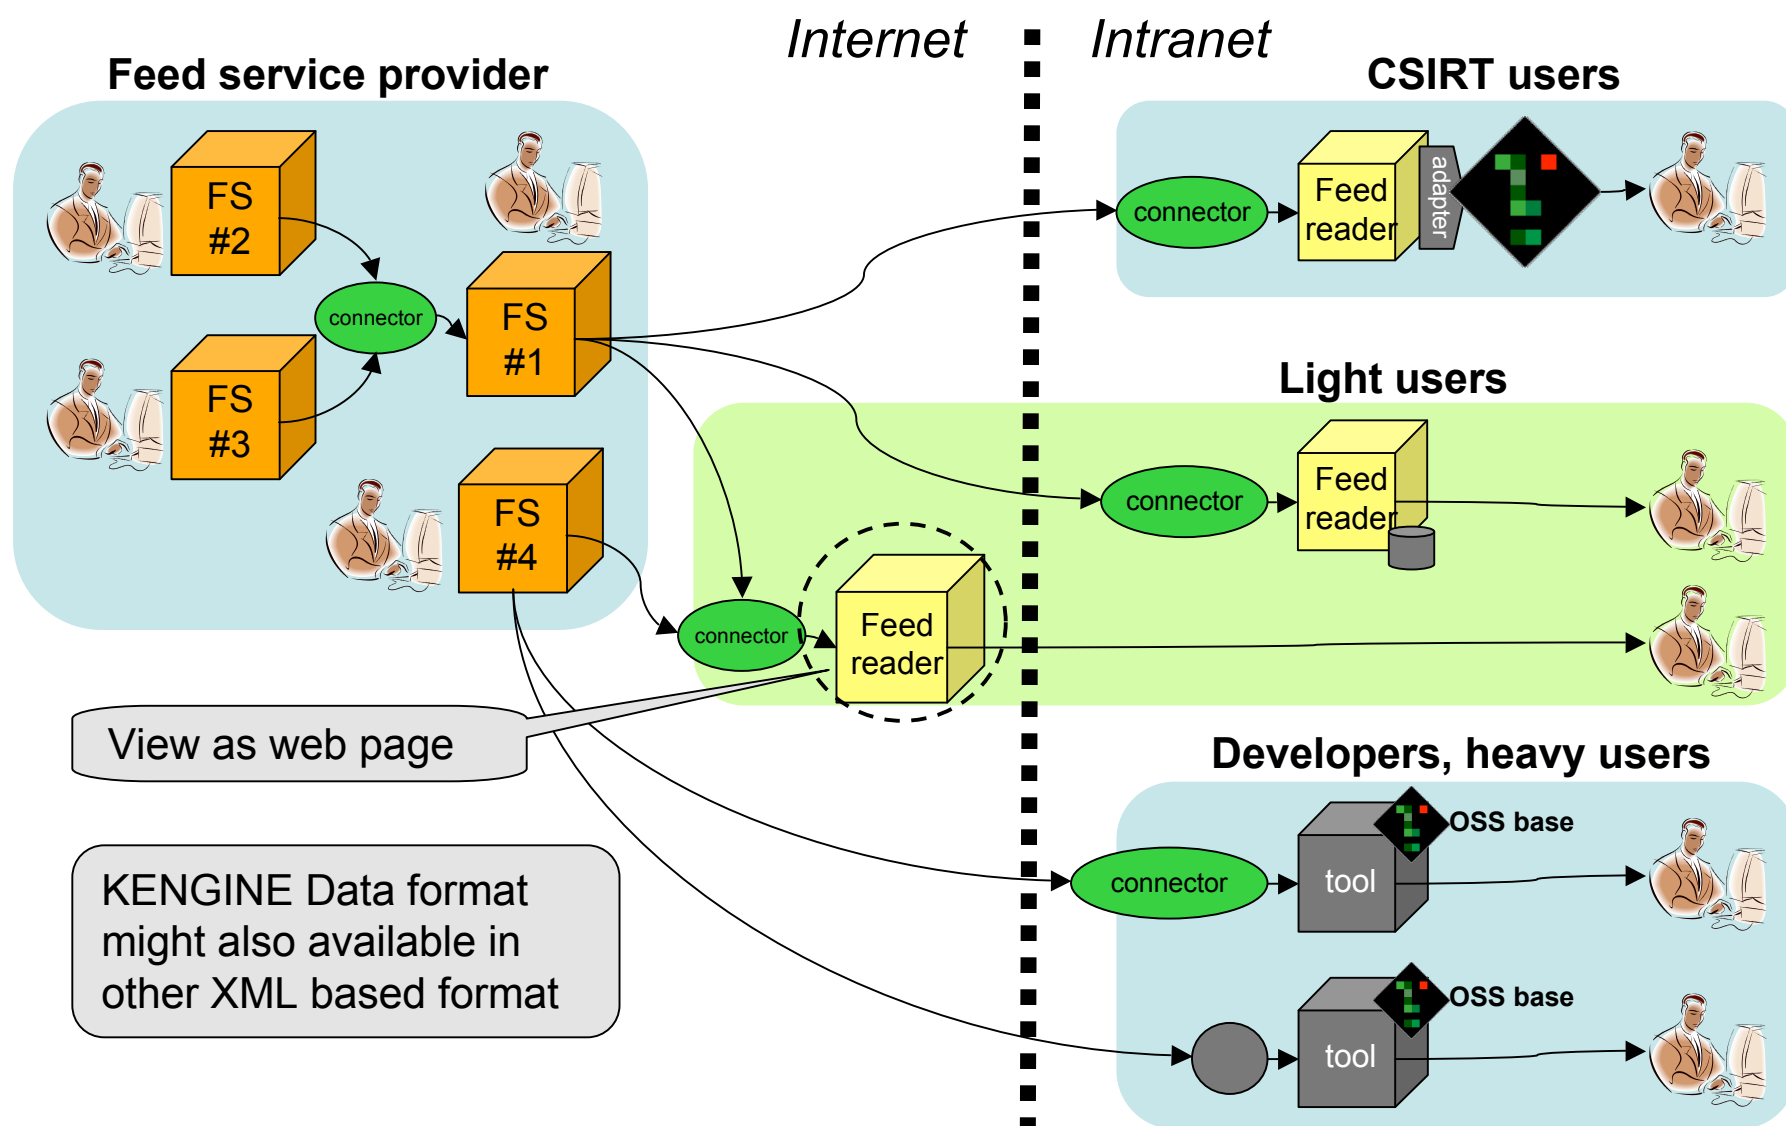 Internet
Intranet
Feed service provider
CSIRT users
FS
#2
connector
FS
#1
FS
#3
FS
#4
connector
Feed
reader
adapter
Light users
connector
Feed
reader
connector
Feed
reader
View as web page
Developers, heavy users
KENGINE Data format
might also available in
other XML based format
connector
tool
OSS base
tool
OSS base